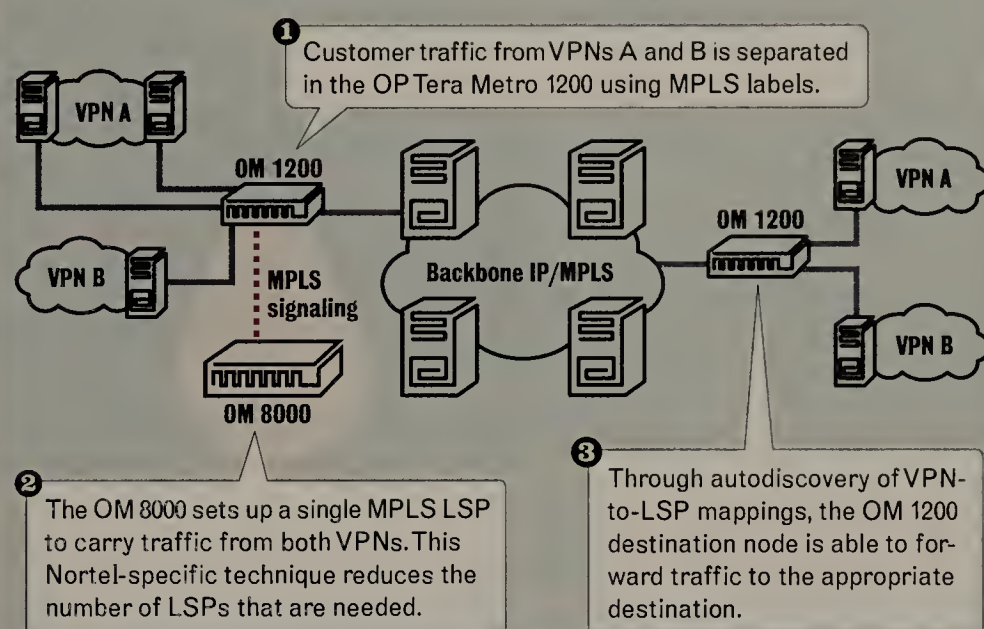 1
Customer traffic from VPNs A and B is separated
in the OPTera Metro 1200 using MPLS labels.
VPN A
OM 1200
VPN B
MPLS
signaling
OM 8000
Backbone IP/MPLS
OM 1200
VPN A
VPN B
2
The OM 8000 sets up a single MPLS LSP
to carry traffic from both VPNs. This
Nortel-specific technique reduces the
number of LSPs that are needed.
3
Through autodiscovery of VPN-
to-LSP mappings, the OM 1200
destination node is able to for-
ward traffic to the appropriate
destination.